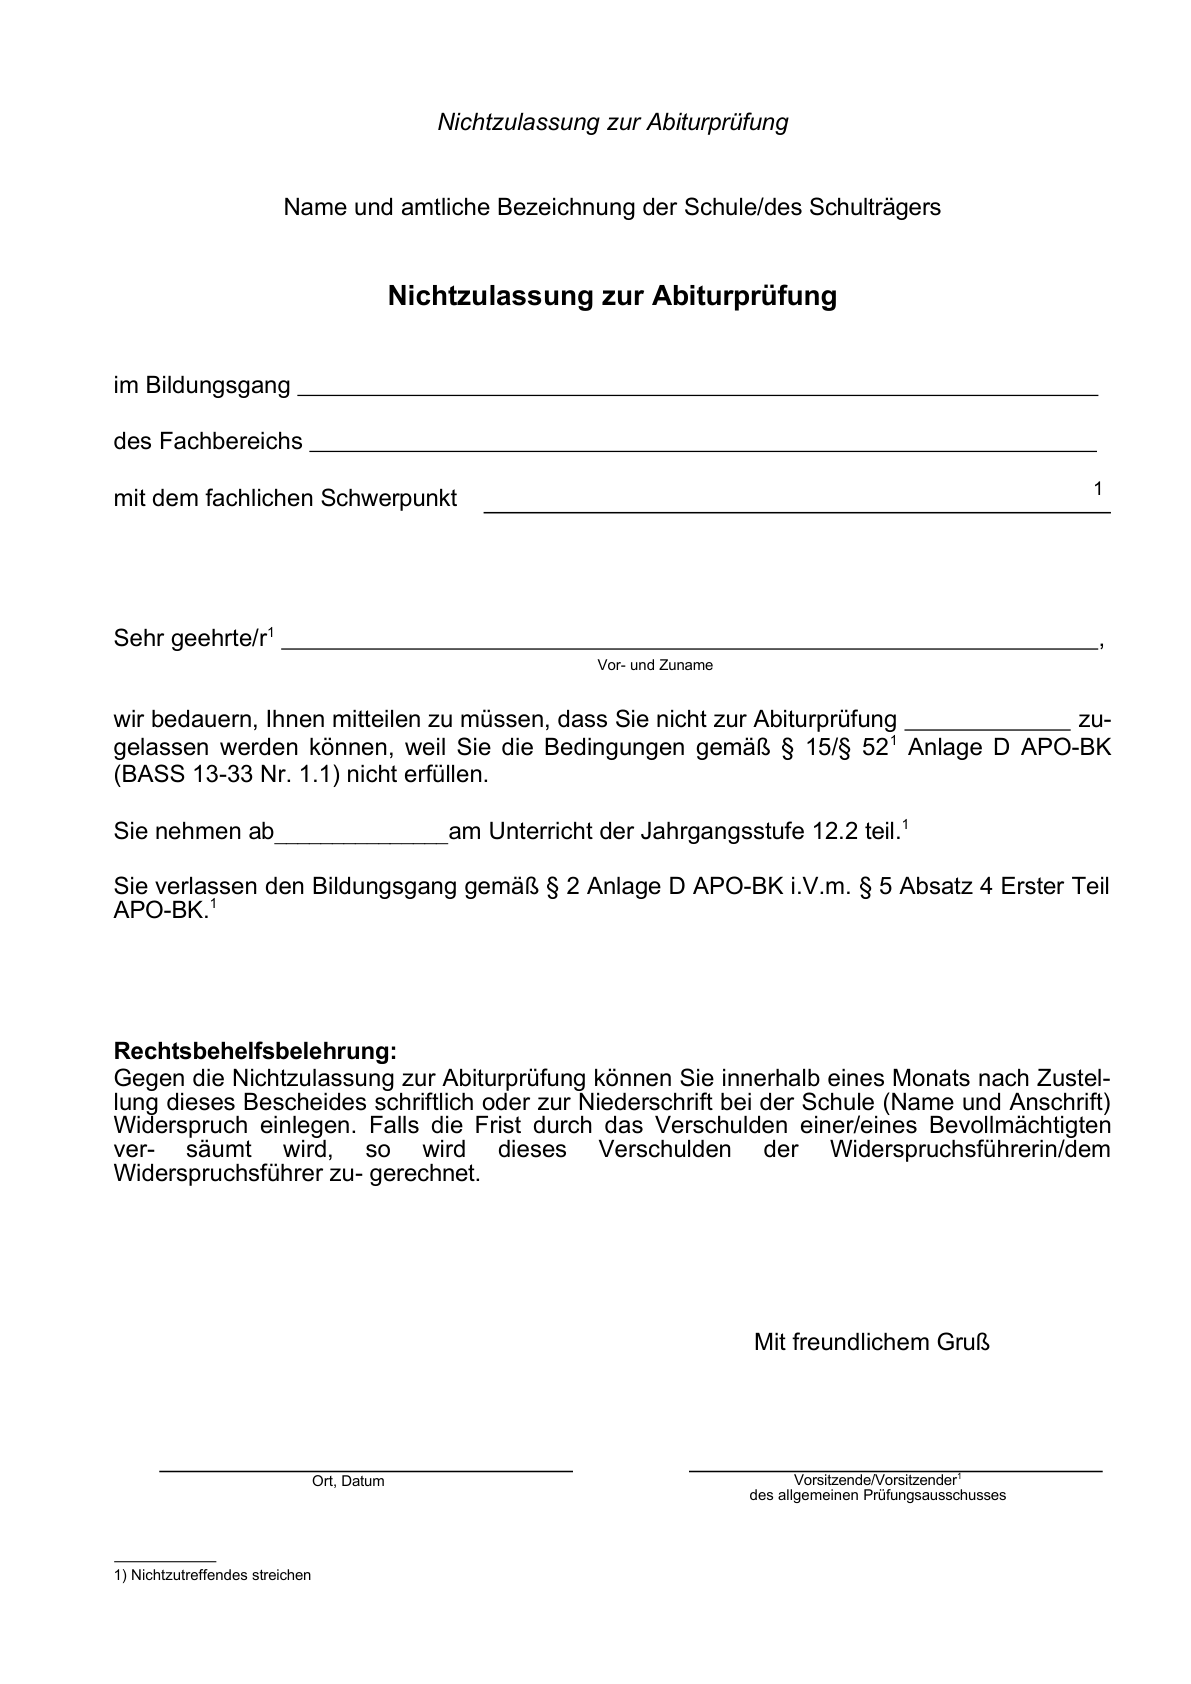 Nichtzulassung zur Abiturprüfung
Name und amtliche Bezeichnung der Schule/des Schulträgers
Nichtzulassung zur Abiturprüfung
im Bildungsgang
des Fachbereichs
mit dem fachlichen Schwerpunkt 1
Sehr geehrte/r1 ,
Vor- und Zuname
wir bedauern, Ihnen mitteilen zu müssen, dass Sie nicht zur Abiturprüfung _____________ zu-
gelassen werden können, weil Sie die Bedingungen gemäß § 15/§ 521 Anlage D APO-BK
(BASS 13-33 Nr. 1.1) nicht erfüllen.
Sie nehmen ab______________am Unterricht der Jahrgangsstufe 12.2 teil.1
Sie verlassen den Bildungsgang gemäß § 2 Anlage D APO-BK i.V.m. § 5 Absatz 4 Erster Teil
APO-BK.1
Rechtsbehelfsbelehrung:
Gegen die Nichtzulassung zur Abiturprüfung können Sie innerhalb eines Monats nach Zustel-
lung dieses Bescheides schriftlich oder zur Niederschrift bei der Schule (Name und Anschrift)
Widerspruch einlegen. Falls die Frist durch das Verschulden einer/eines Bevollmächtigten
ver- säumt wird, so wird dieses Verschulden der Widerspruchsführerin/dem
Widerspruchsführer zu- gerechnet.
Mit freundlichem Gruß
Ort, Datum
Vorsitzende/Vorsitzender1
des allgemeinen Prüfungsausschusses
1) Nichtzutreffendes streichen